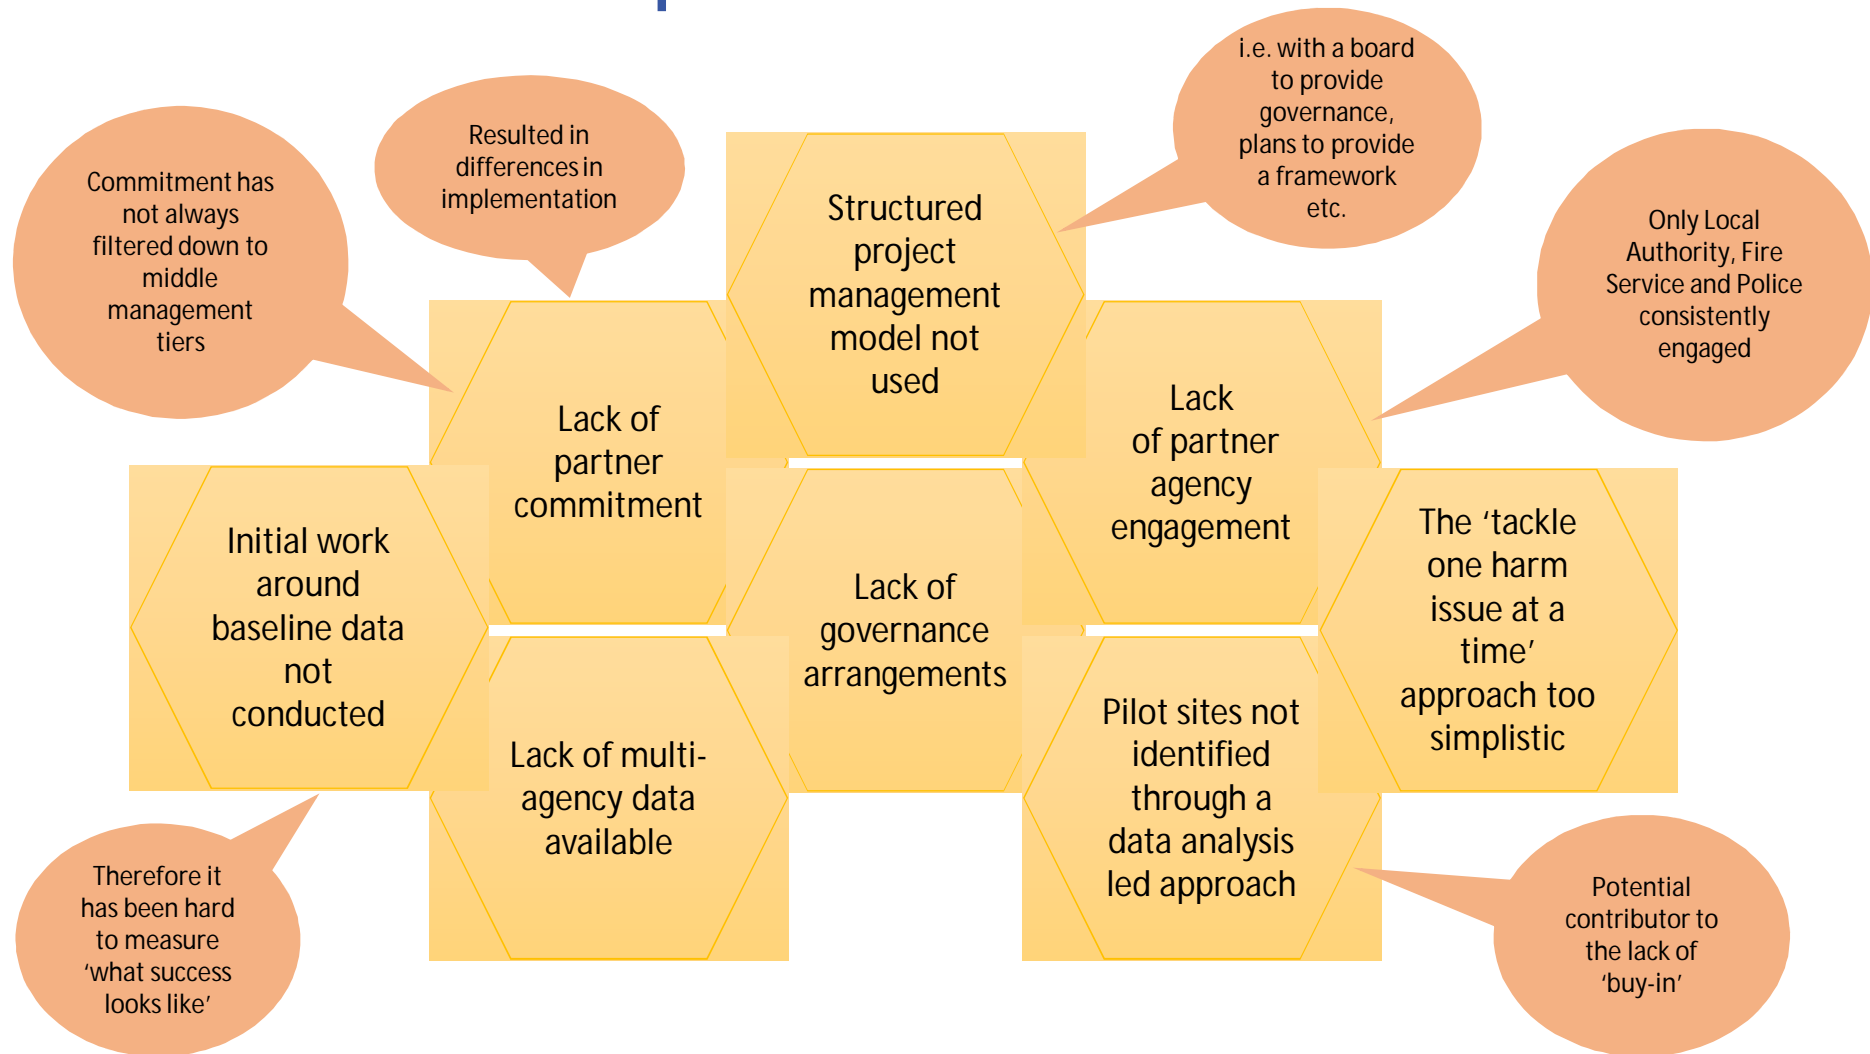 i.e. with a board
to provide
governance,
plans to provide
a framework
etc.
Resulted in
differences in
implementation
Commitment has
not always
filtered down to
middle
management
tiers
Structured
project
management
model not
used
Only Local
Authority, Fire
Service and Police
consistently
engaged
Lack of
partner
commitment
Lack
of partner
agency
engagement
Initial work
around
baseline data
not
conducted
Lack of
governance
arrangements
The ‘tackle
one harm
issue at a
time’
approach too
simplistic
Lack of multi-
agency data
available
Pilot sites not
identified
through a
data analysis
led approach
Therefore it
has been hard
to measure
‘what success
looks like’
Potential
contributor to
the lack of
‘buy-in’